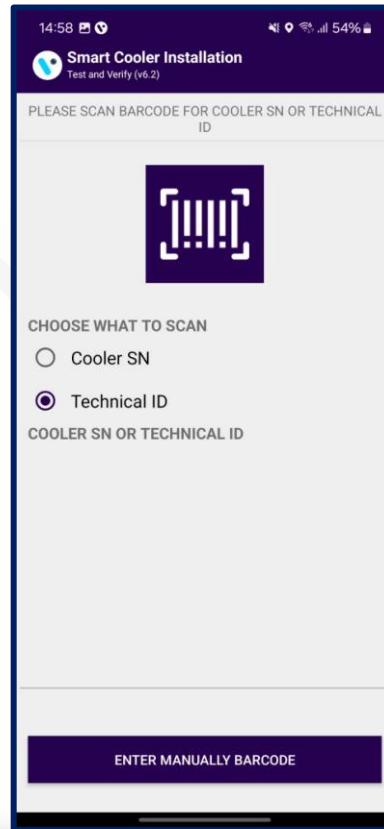 14:58 54%
Smart Cooler Installation
Test and Verify (v6.2)
PLEASE SCAN BARCODE FOR COOLER SN OR TECHNICAL
ID
CHOOSE WHAT TO SCAN
Cooler SN
Technical ID
COOLER SN OR TECHNICAL ID
ENTER MANUALLY BARCODE